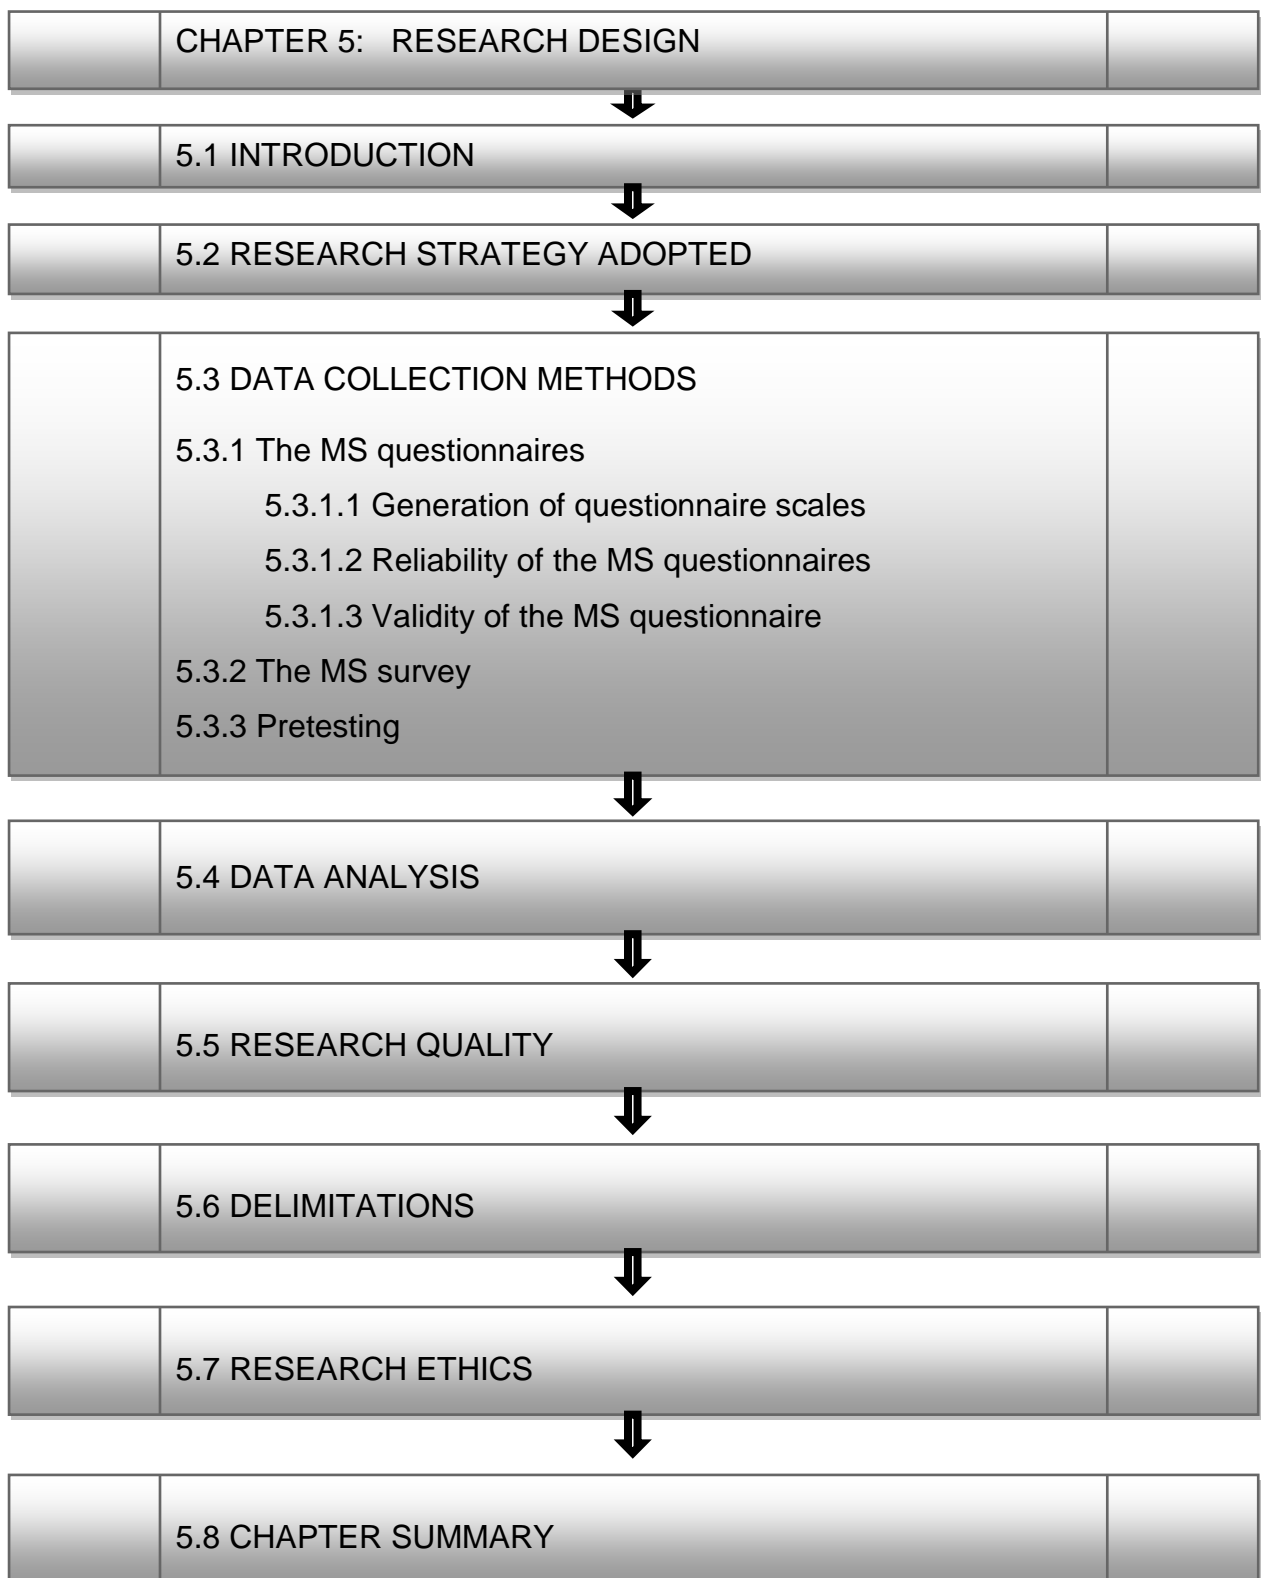 CHAPTER 5: RESEARCH DESIGN
5.1 INTRODUCTION
5.2 RESEARCH STRATEGY ADOPTED
5.3 DATA COLLECTION METHODS
5.3.1 The MS questionnaires
5.3.1.1 Generation of questionnaire scales
5.3.1.2 Reliability of the MS questionnaires
5.3.1.3 Validity of the MS questionnaire
5.3.2 The MS survey
5.3.3 Pretesting
5.4 DATA ANALYSIS
5.5 RESEARCH QUALITY
5.6 DELIMITATIONS
5.7 RESEARCH ETHICS
5.8 CHAPTER SUMMARY